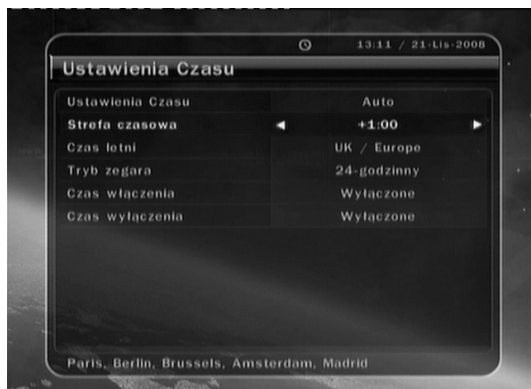 13:11 / 21-Lis-2008
Ustawienia Czasu
Ustawienia Czasu Auto
Strefa czasowa +1:00
Czas letni UK / Europe
Tryb zegara 24-godzinny
Czas włączenia Wyłączone
Czas wyłączenia Wyłączone
Paris, Berlin, Brussels, Amsterdam, Madrid